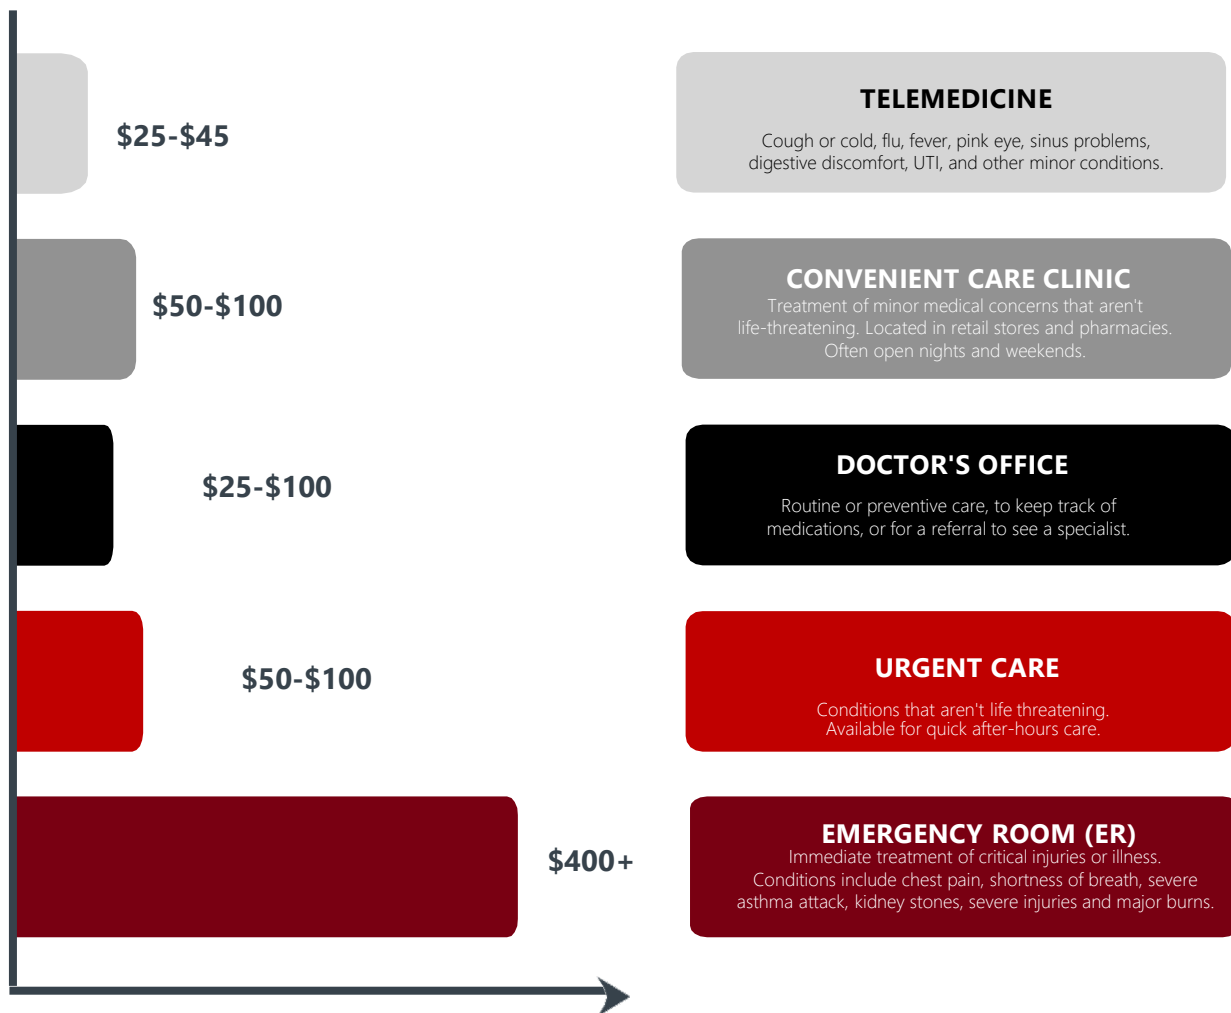 $25-$45
TELEMEDICINE
Cough or cold, flu, fever, pink eye, sinus problems,
digestive discomfort, UTI, and other minor conditions.
$50-$100
CONVENIENT CARE CLINIC
Treatment of minor medical concerns that aren't
life-threatening. Located in retail stores and pharmacies.
Often open nights and weekends.
$25-$100
DOCTOR'S OFFICE
Routine or preventive care, to keep track of
medications, or for a referral to see a specialist.
$50-$100
URGENT CARE
Conditions that aren't life threatening.
Available for quick after-hours care.
$400+
EMERGENCY ROOM (ER)
Immediate treatment of critical injuries or illness.
Conditions include chest pain, shortness of breath, severe
asthma attack, kidney stones, severe injuries and major burns.